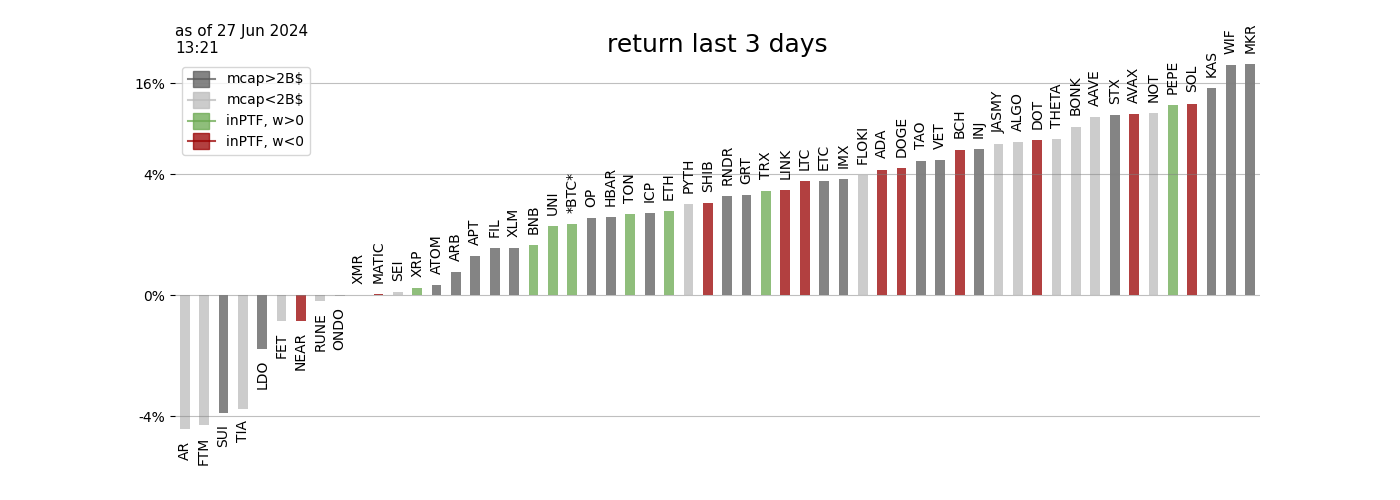 as of 27 Jun 2024
13:21
return last 3 days
mcap>2B$
mcap<2B$
inPTF, w>0
inPTF, w<0
16%
4%
0%
-4%
AR
FTM
SUI
TIA
LDO
FET
NEAR
RUNE
ONDO
XMR
MATIC
SEI
XRP
ATOM
ARB
APT
FIL
XLM
BNB
UNI
*BTC*
OP
HBAR
TON
ICP
ETH
PYTH
SHIB
RNDR
GRT
TRX
LINK
LTC
ETC
IMX
FLOKI
ADA
DOGE
TAO
VET
BCH
INJ
JASMY
ALGO
DOT
THETA
BONK
AAVE
STX
AVAX
NOT
PEPE
SOL
KAS
WIF
MKR